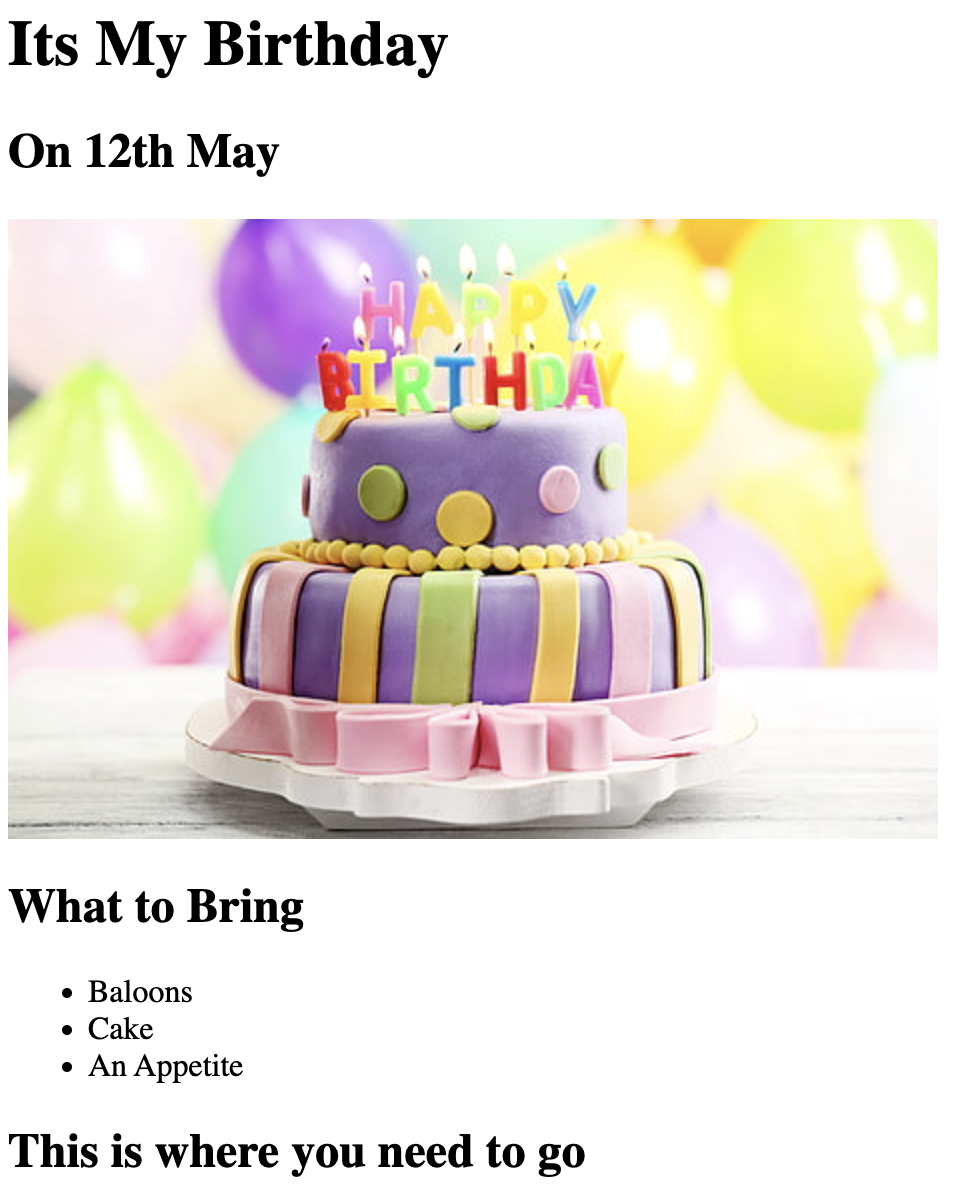 Its My Birthday
On 12th May
HAPPY
BIRTHDAY
What to Bring
Baloons
Cake
An Appetite
This is where you need to go